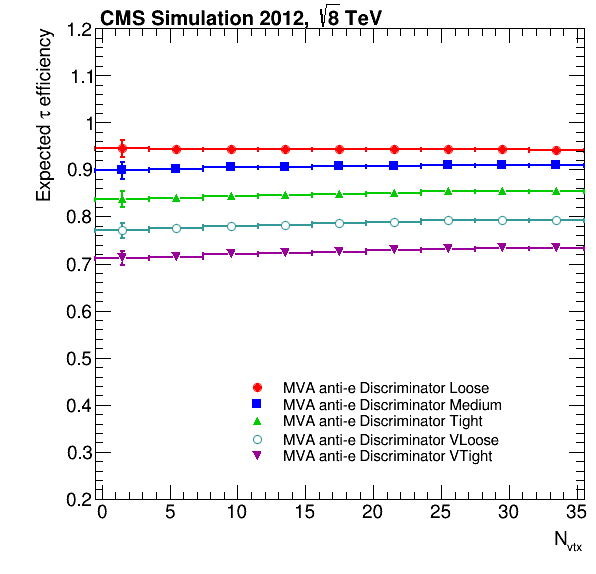 CMS Simulation 2012, √8 TeV
Expected τ efficiency
1.2
1.1
1
0.9
0.8
0.7
0.6
0.5
0.4
0.3
0.2
MVA anti-e Discriminator Loose
MVA anti-e Discriminator Medium
MVA anti-e Discriminator Tight
MVA anti-e Discriminator VLoose
MVA anti-e Discriminator VTight
0 5 10 15 20 25 30 35
Nvtx